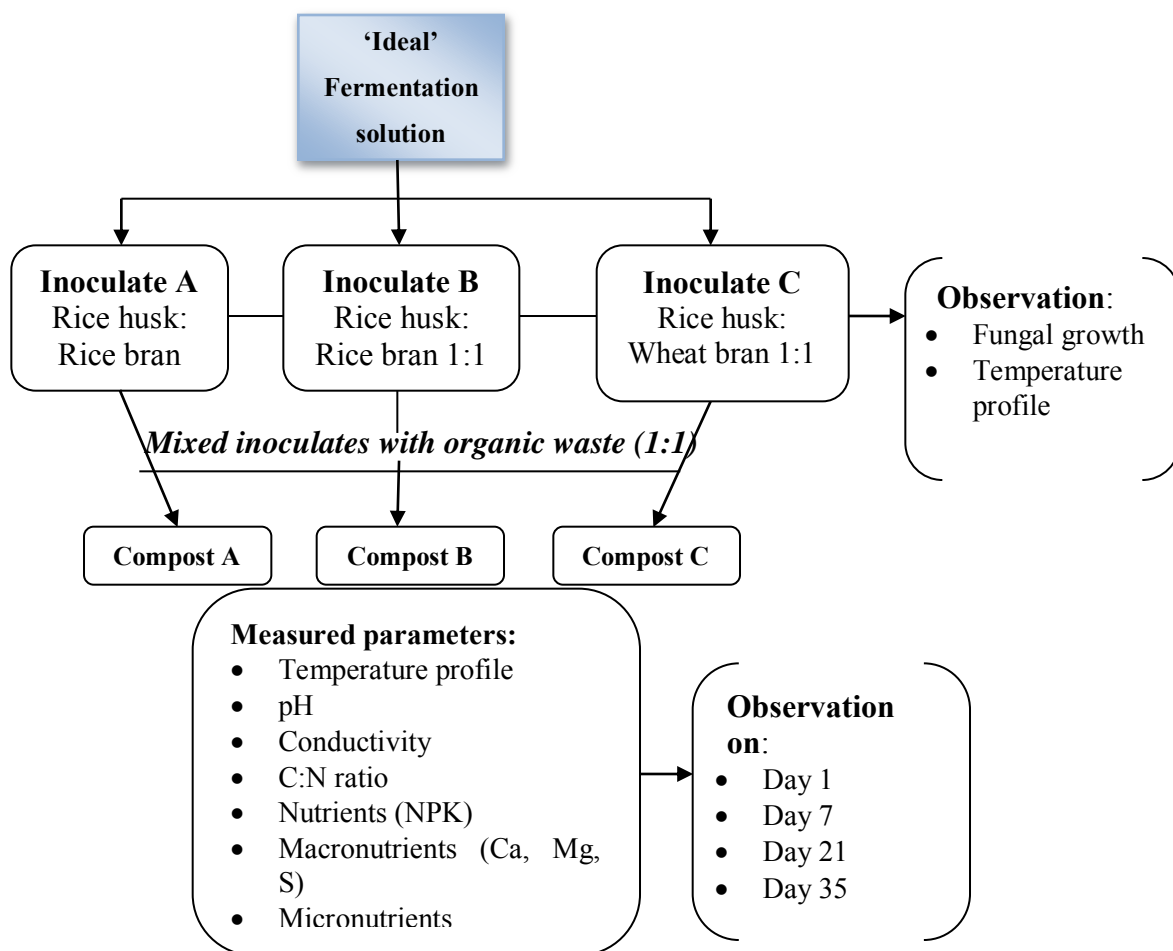 ‘Ideal’
Fermentation
solution
Inoculate A
Rice husk:
Rice bran
Inoculate B
Rice husk:
Rice bran 1:1
Inoculate C
Rice husk:
Wheat bran 1:1
Observation:
• Fungal growth
• Temperature
profile
Mixed inoculates with organic waste (1:1)
Compost A
Compost B
Compost C
Measured parameters:
• Temperature profile
• pH
• Conductivity
• C:N ratio
• Nutrients (NPK)
• Macronutrients (Ca, Mg,
S)
• Micronutrients
Observation
on:
• Day 1
• Day 7
• Day 21
• Day 35